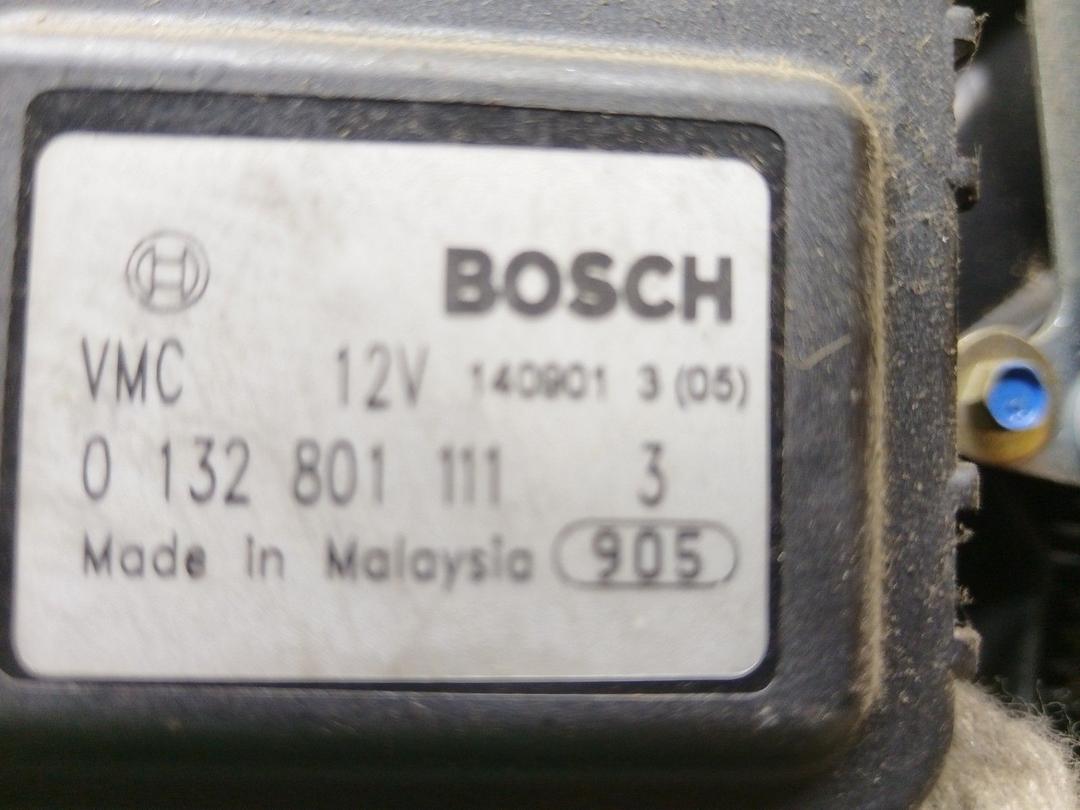 BOSCH
VMC 12V 140901 3 (05)
0 132 801 111 3
Made in Malaysia 905